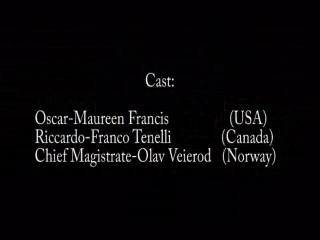 Cast:
Oscar-Maureen Francis (USA)
Riccardo-Franco Tenelli (Canada)
Chief Magistrate-Olav Veierod (Norway)